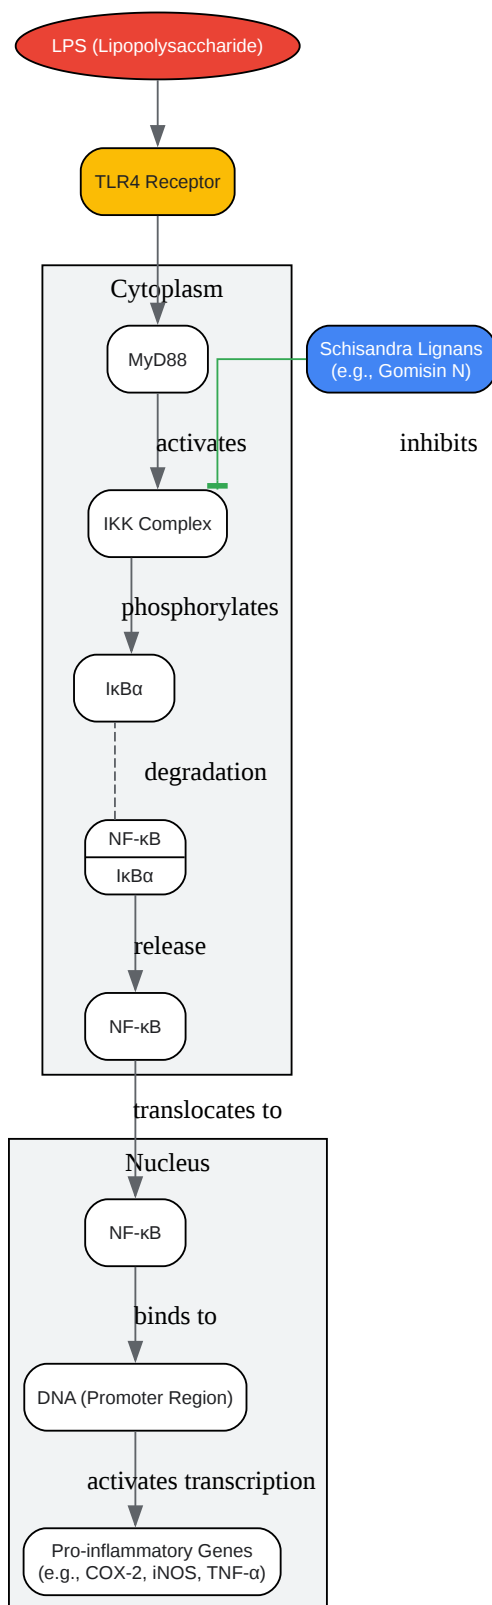 LPS (Lipopolysaccharide)
TLR4 Receptor
Cytoplasm
MyD88
Schisandra Lignans
(e.g., Gomisin N)
activates
inhibits
IKK Complex
phosphorylates
IκBα
degradation
NF-κB
IκBα
release
NF-κB
translocates to
Nucleus
NF-κB
binds to
DNA (Promoter Region)
activates transcription
Pro-inflammatory Genes
(e.g., COX-2, iNOS, TNF-α)